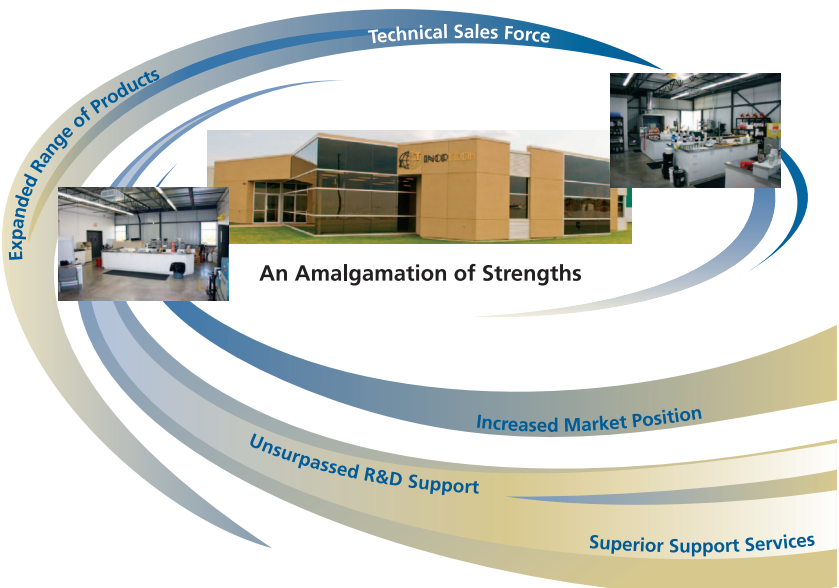 Technical Sales Force
Expanded Range of Products
An Amalgamation of Strengths
Increased Market Position
Unsurpassed R&D Support
Superior Support Services